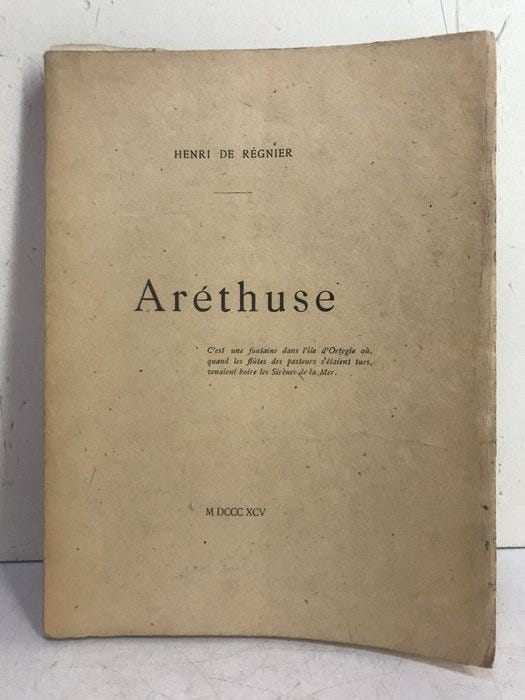 HENRI DE RÉGNIER
Aréthuse
C'est une fontaine dans l'île d'Ortygie où,
quand les flûtes des pasteurs s'étaient tues,
venaient boire les Sirènes de la Mer.
M DCCC XCV